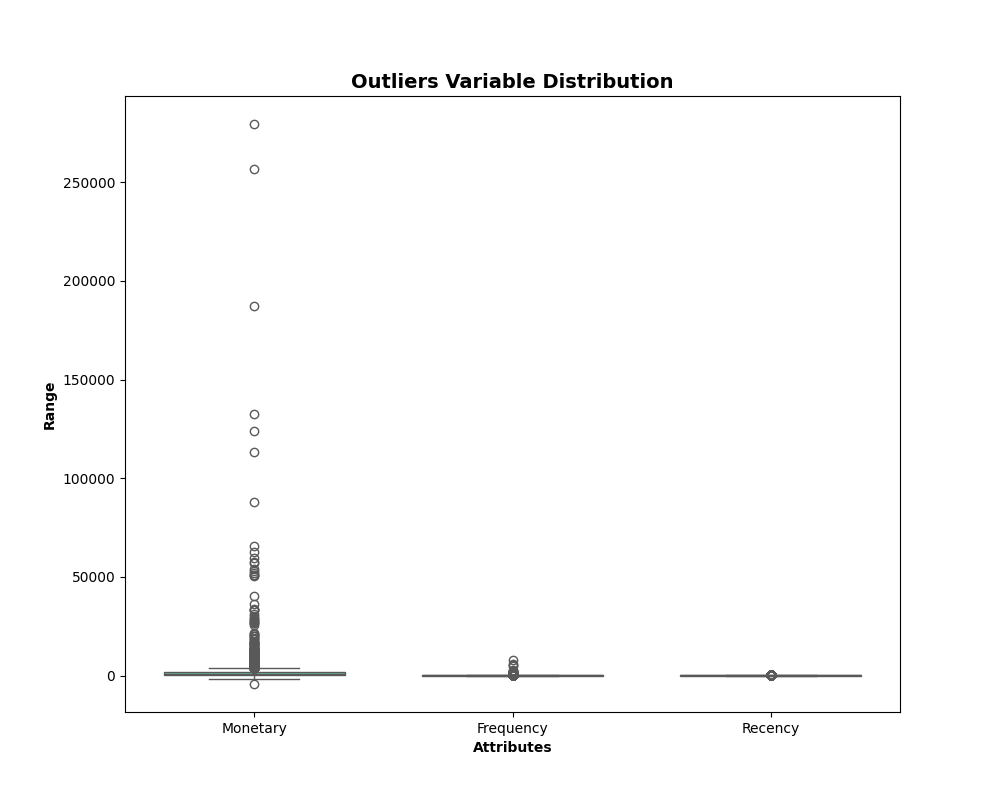 Outliers Variable Distribution
250000
200000
150000
100000
50000
0
Range
Monetary Frequency Recency
Attributes